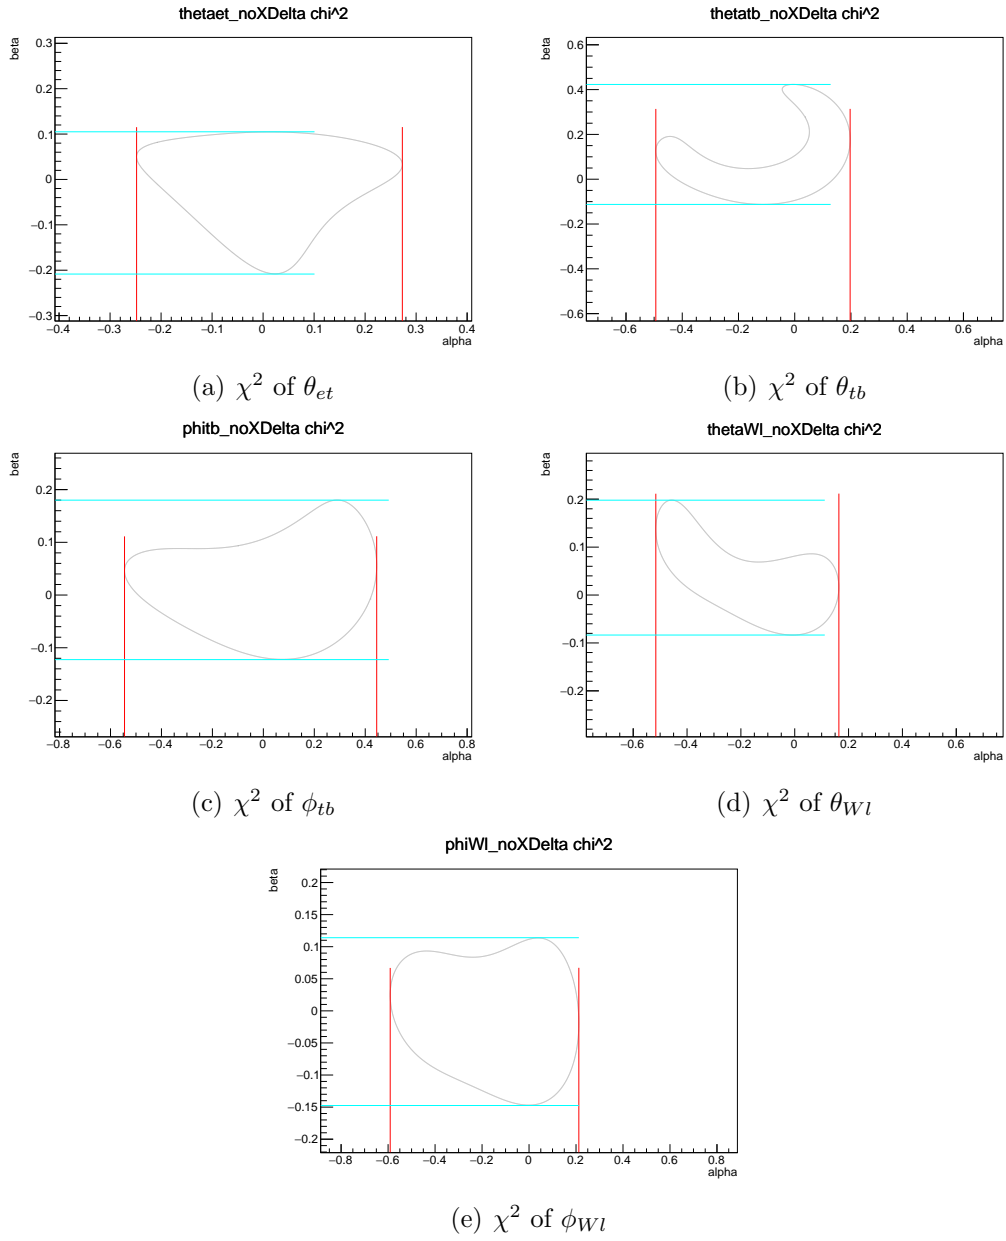 thetaet_noXDelta chi^2
beta
0.3
0.2
0.1
0
−0.1
−0.2
−0.3
−0.4 −0.3 −0.2 −0.1 0 0.1 0.2 0.3 0.4
alpha
(a) χ² of θet
thetatb_noXDelta chi^2
beta
0.6
0.4
0.2
0
−0.2
−0.4
−0.6
−0.6 −0.4 −0.2 0 0.2 0.4 0.6
alpha
(b) χ² of θtb
phitb_noXDelta chi^2
beta
0.2
0.1
0
−0.1
−0.2
−0.8 −0.6 −0.4 −0.2 0 0.2 0.4 0.6 0.8
alpha
(c) χ² of ϕtb
thetaWl_noXDelta chi^2
beta
0.2
0.1
0
−0.1
−0.2
−0.6 −0.4 −0.2 0 0.2 0.4 0.6
alpha
(d) χ² of θWl
phiWl_noXDelta chi^2
beta
0.2
0.15
0.1
0.05
0
−0.05
−0.1
−0.15
−0.2
−0.8 −0.6 −0.4 −0.2 0 0.2 0.4 0.6 0.8
alpha
(e) χ² of ϕWl